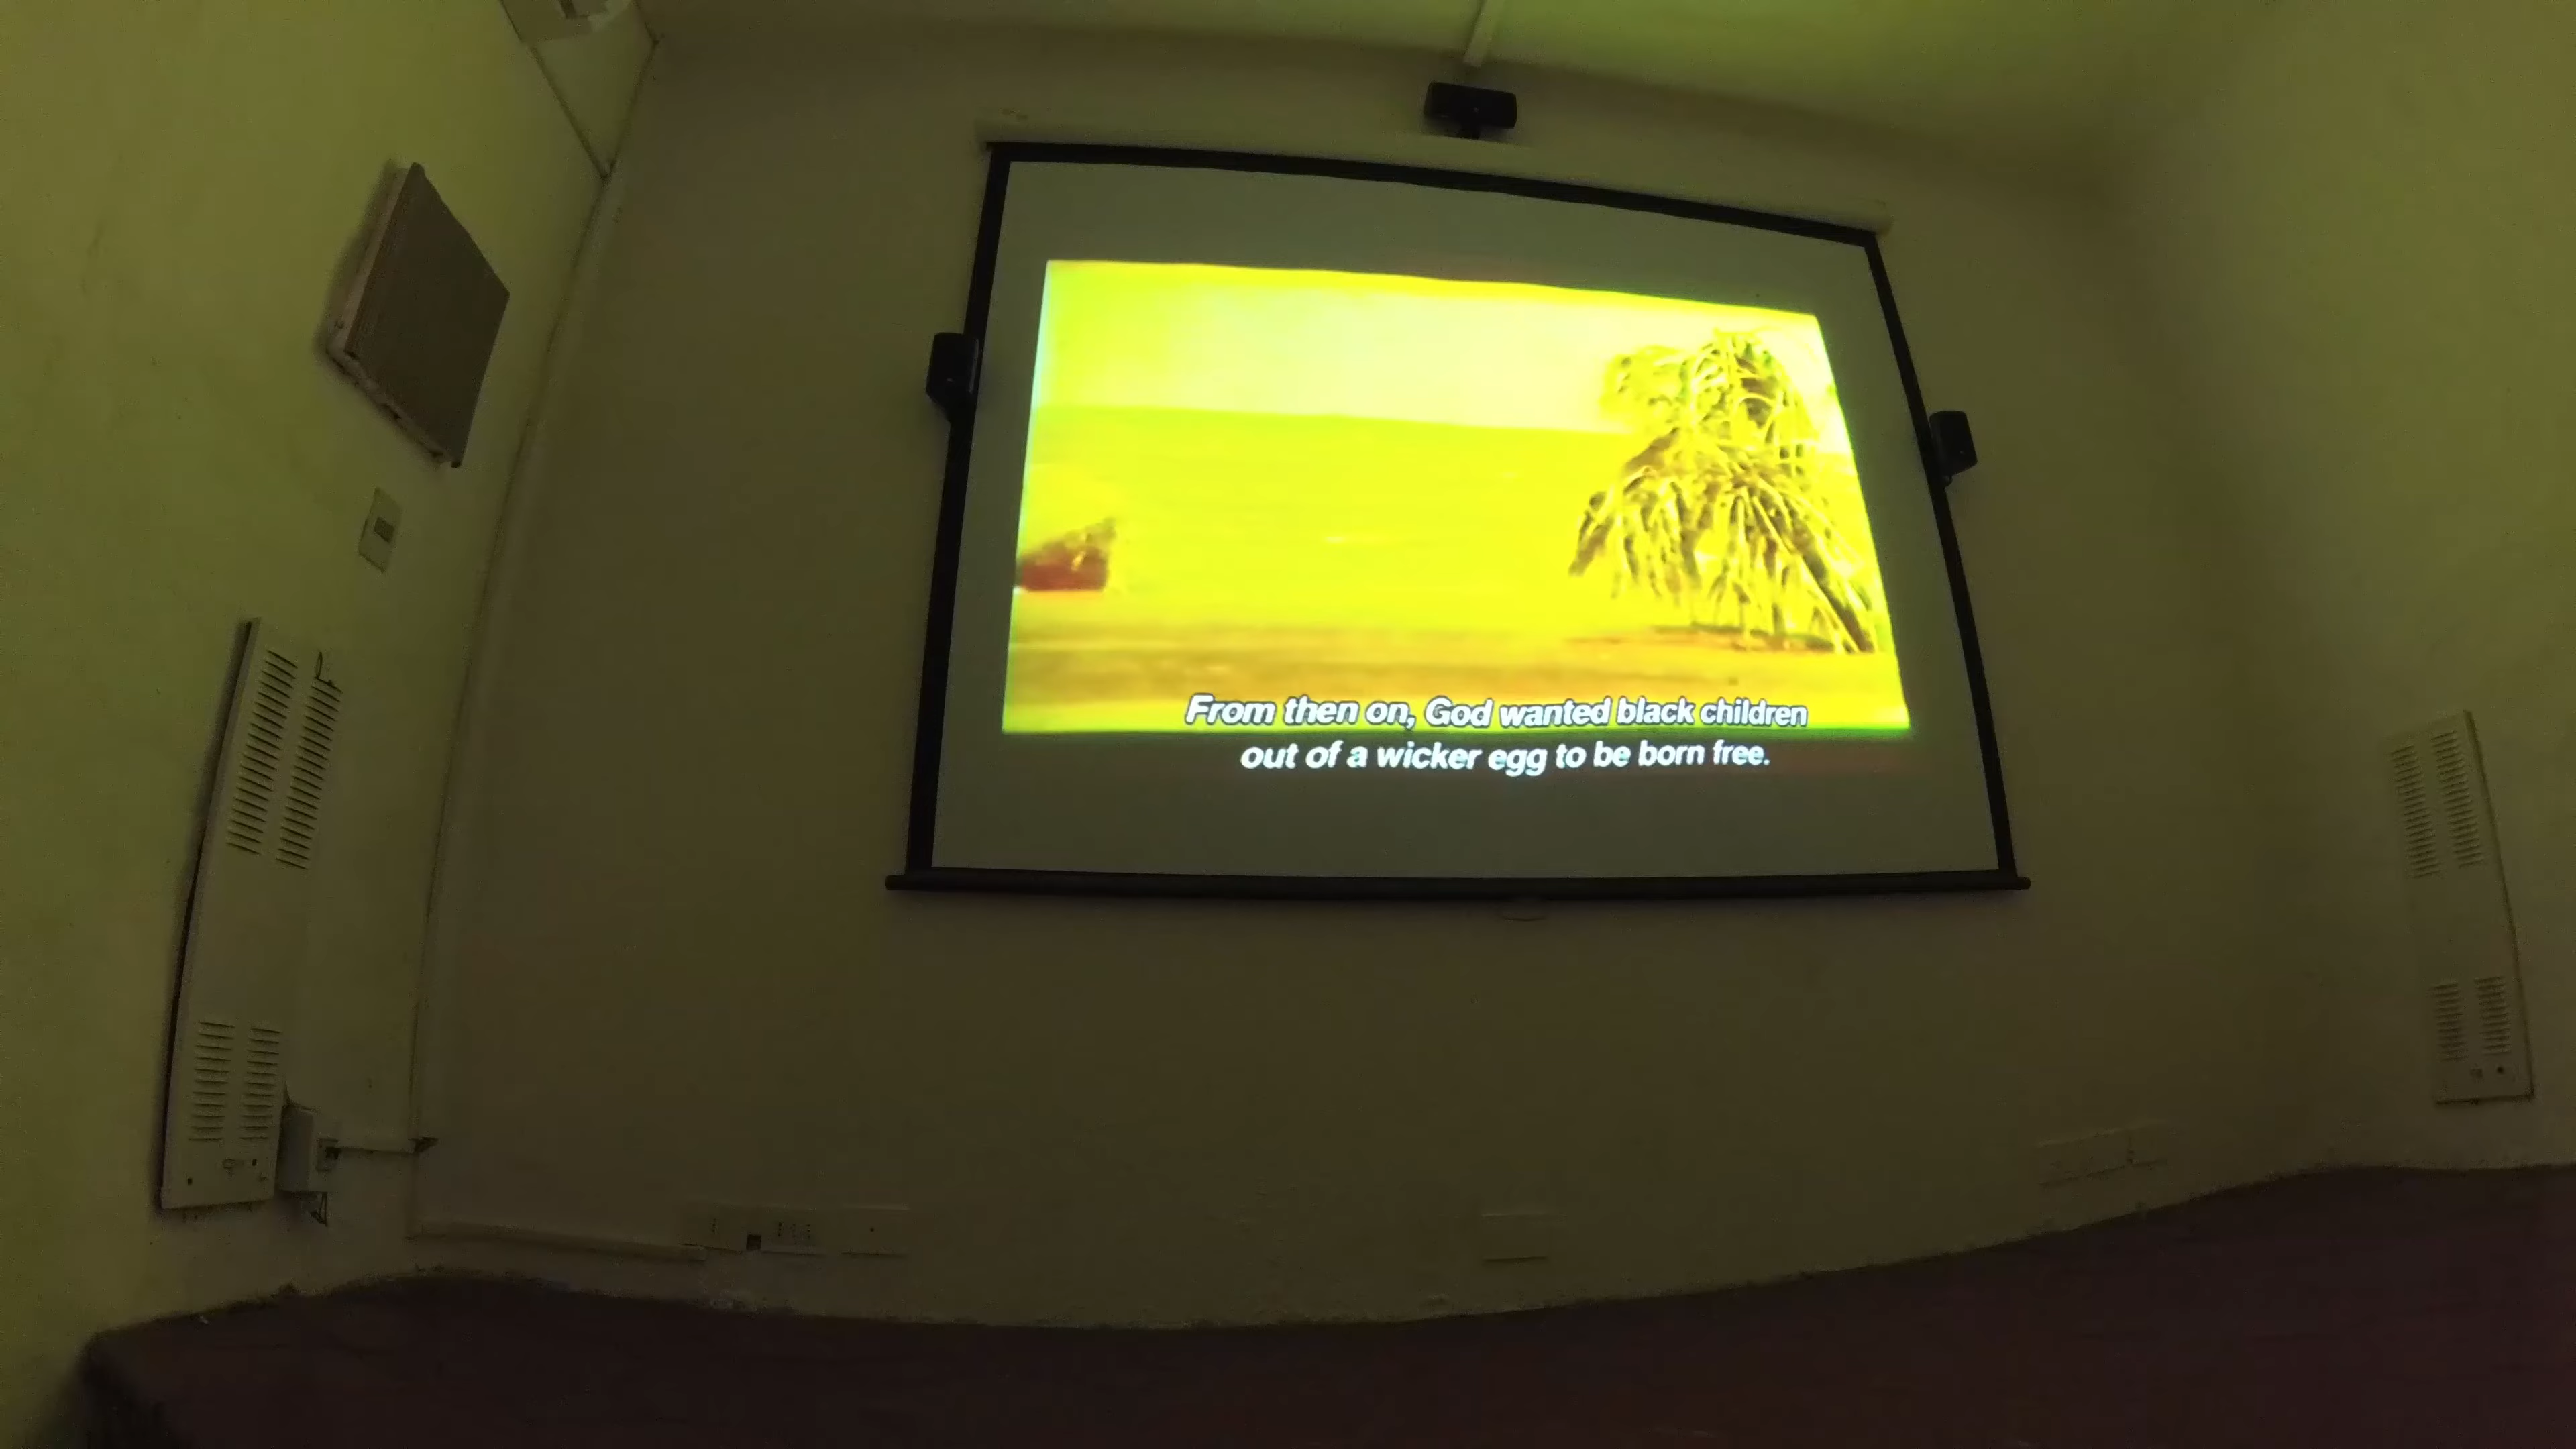 From then on, God wanted black children
out of a wicker egg to be born free.